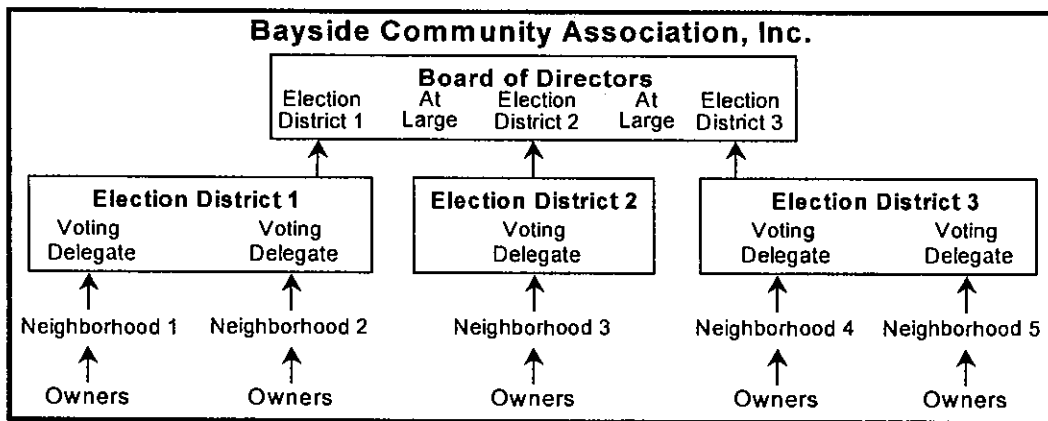 Bayside Community Association, Inc.
Board of Directors
Election At Election At Election
District 1 Large District 2 Large District 3
Election District 1 Election District 2 Election District 3
Voting Voting Voting Voting Voting
Delegate Delegate Delegate Delegate Delegate
Neighborhood 1 Neighborhood 2 Neighborhood 3 Neighborhood 4 Neighborhood 5
Owners Owners Owners Owners Owners